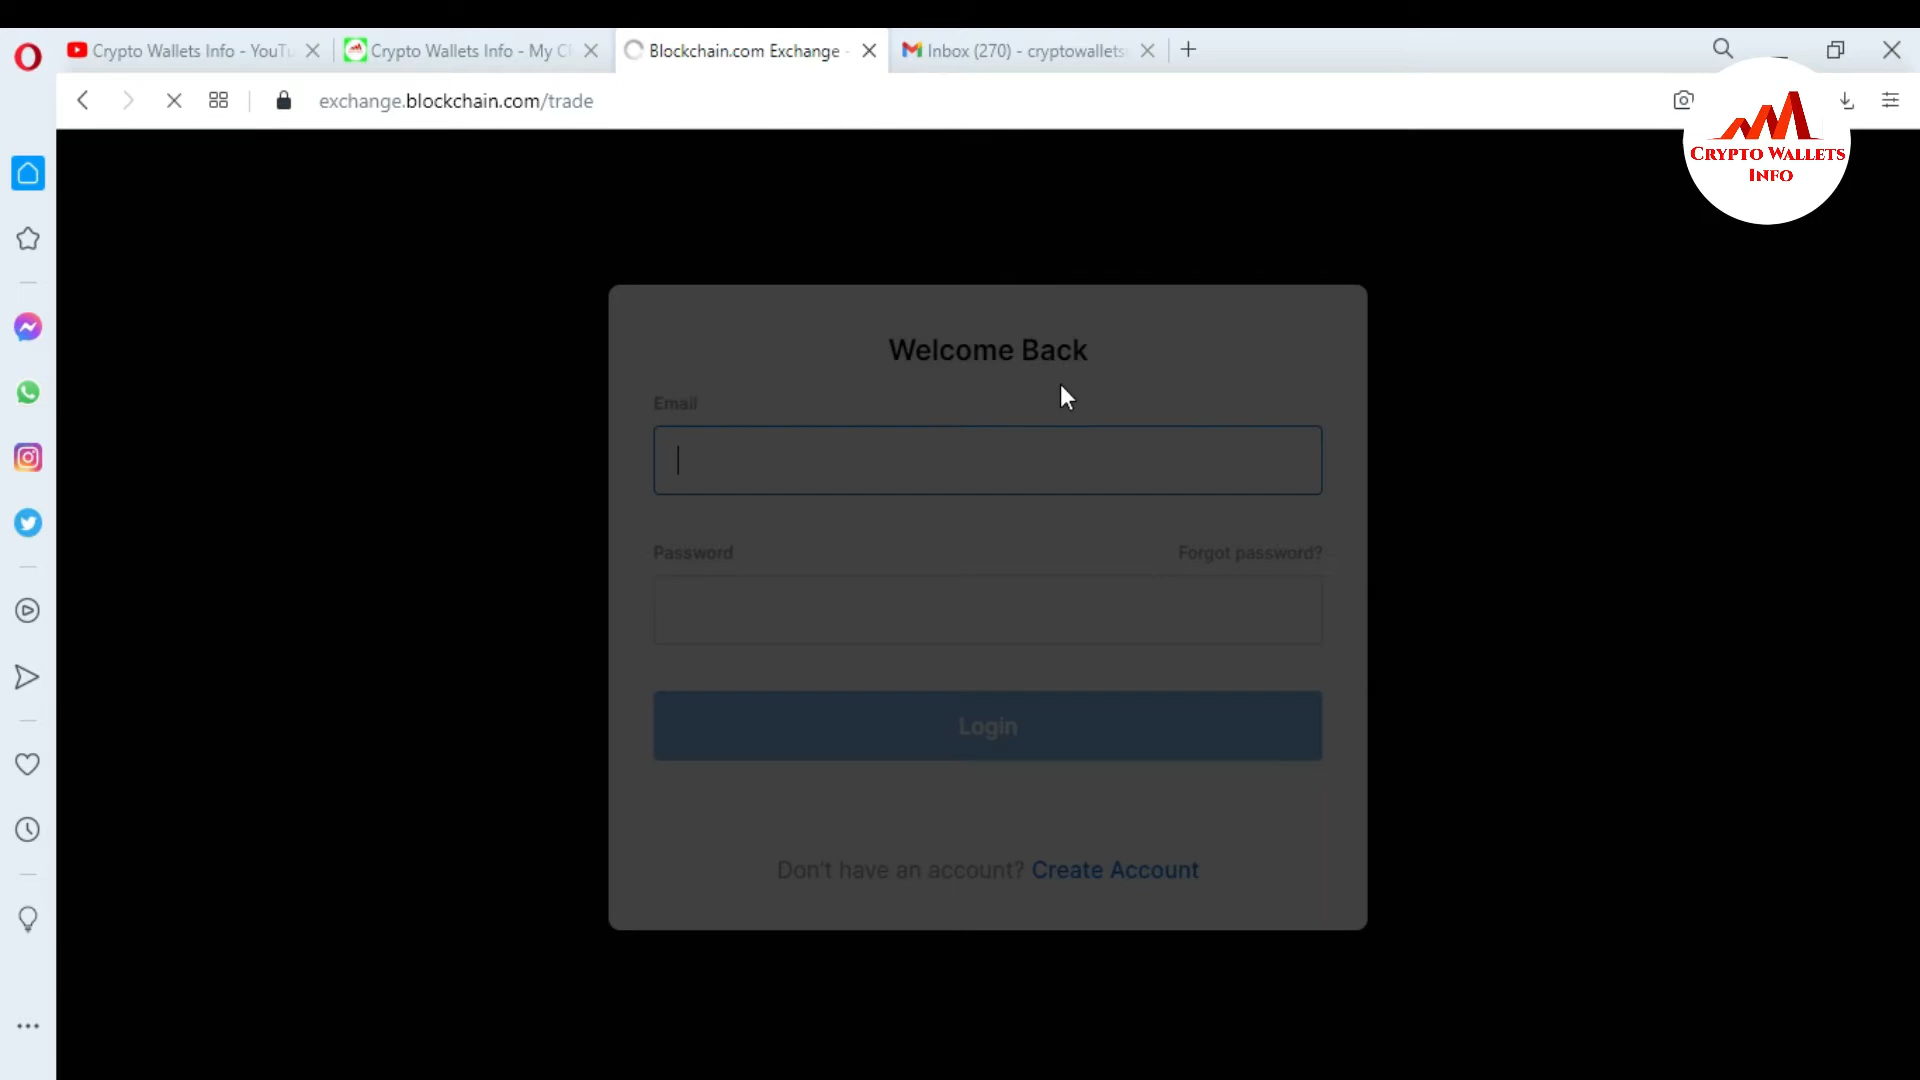 Crypto Wallets Info - YouTu
Crypto Wallets Info - My C
Blockchain.com Exchange -
Inbox (270) - cryptowallets
exchange.blockchain.com/trade
CRYPTO WALLETS
INFO
Welcome Back
Email
Password
Forgot password?
Login
Don't have an account? Create Account